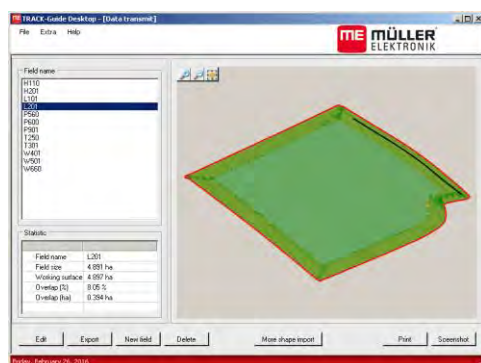 TRACK-Guide Desktop - [Data transmit]
File Extra Help
ME MÜLLER
ELEKTRONIK
Field name
H110
H201
L101
L201
P560
P600
P901
T250
T301
W401
W501
W660
Statistic
Field name L201
Field size 4.891 ha
Working surface 4.897 ha
Overlap (%) 8.05 %
Overlap (ha) 0.394 ha
Edit Export New field Delete More shape import Print Sceenshot
Friday, February 26, 2016